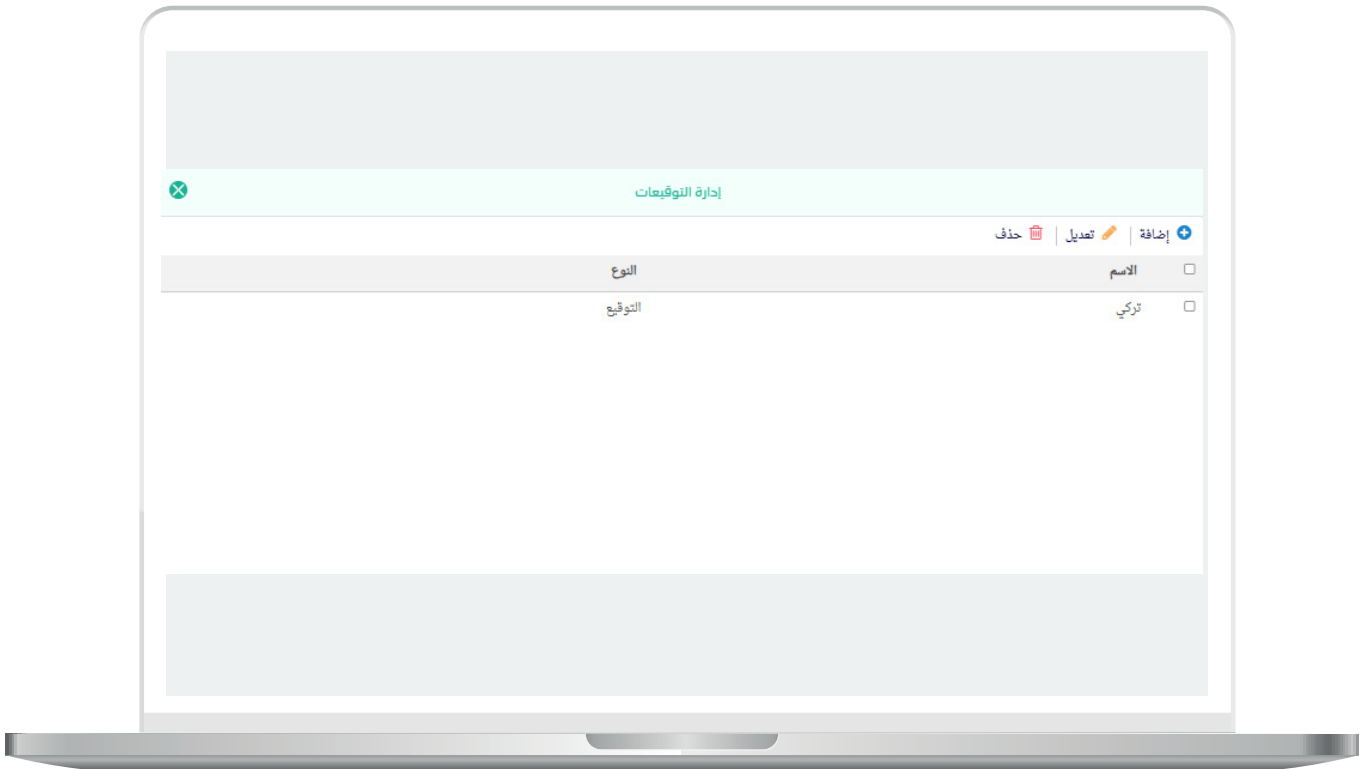 إدارة التوقيعات
إضافة | تعديل | حذف
الاسم النوع
تركي التوقيع